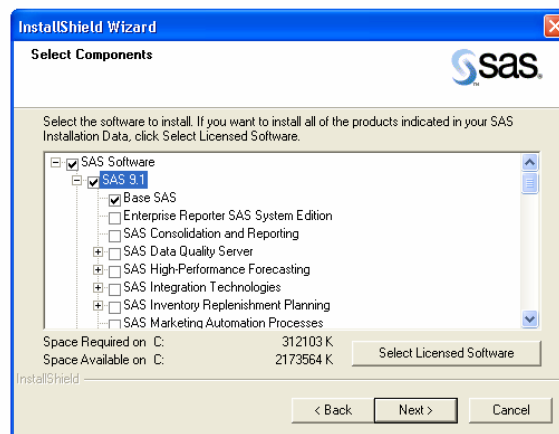 InstallShield Wizard
Select Components
sas.
Select the software to install. If you want to install all of the products indicated in your SAS
Installation Data, click Select Licensed Software.
SAS Software
SAS 9.1
Base SAS
Enterprise Reporter SAS System Edition
SAS Consolidation and Reporting
SAS Data Quality Server
SAS High-Performance Forecasting
SAS Integration Technologies
SAS Inventory Replenishment Planning
SAS Marketing Automation Processes
Space Required on C: 312103 K
Space Available on C: 2173564 K
Select Licensed Software
InstallShield
< Back Next > Cancel